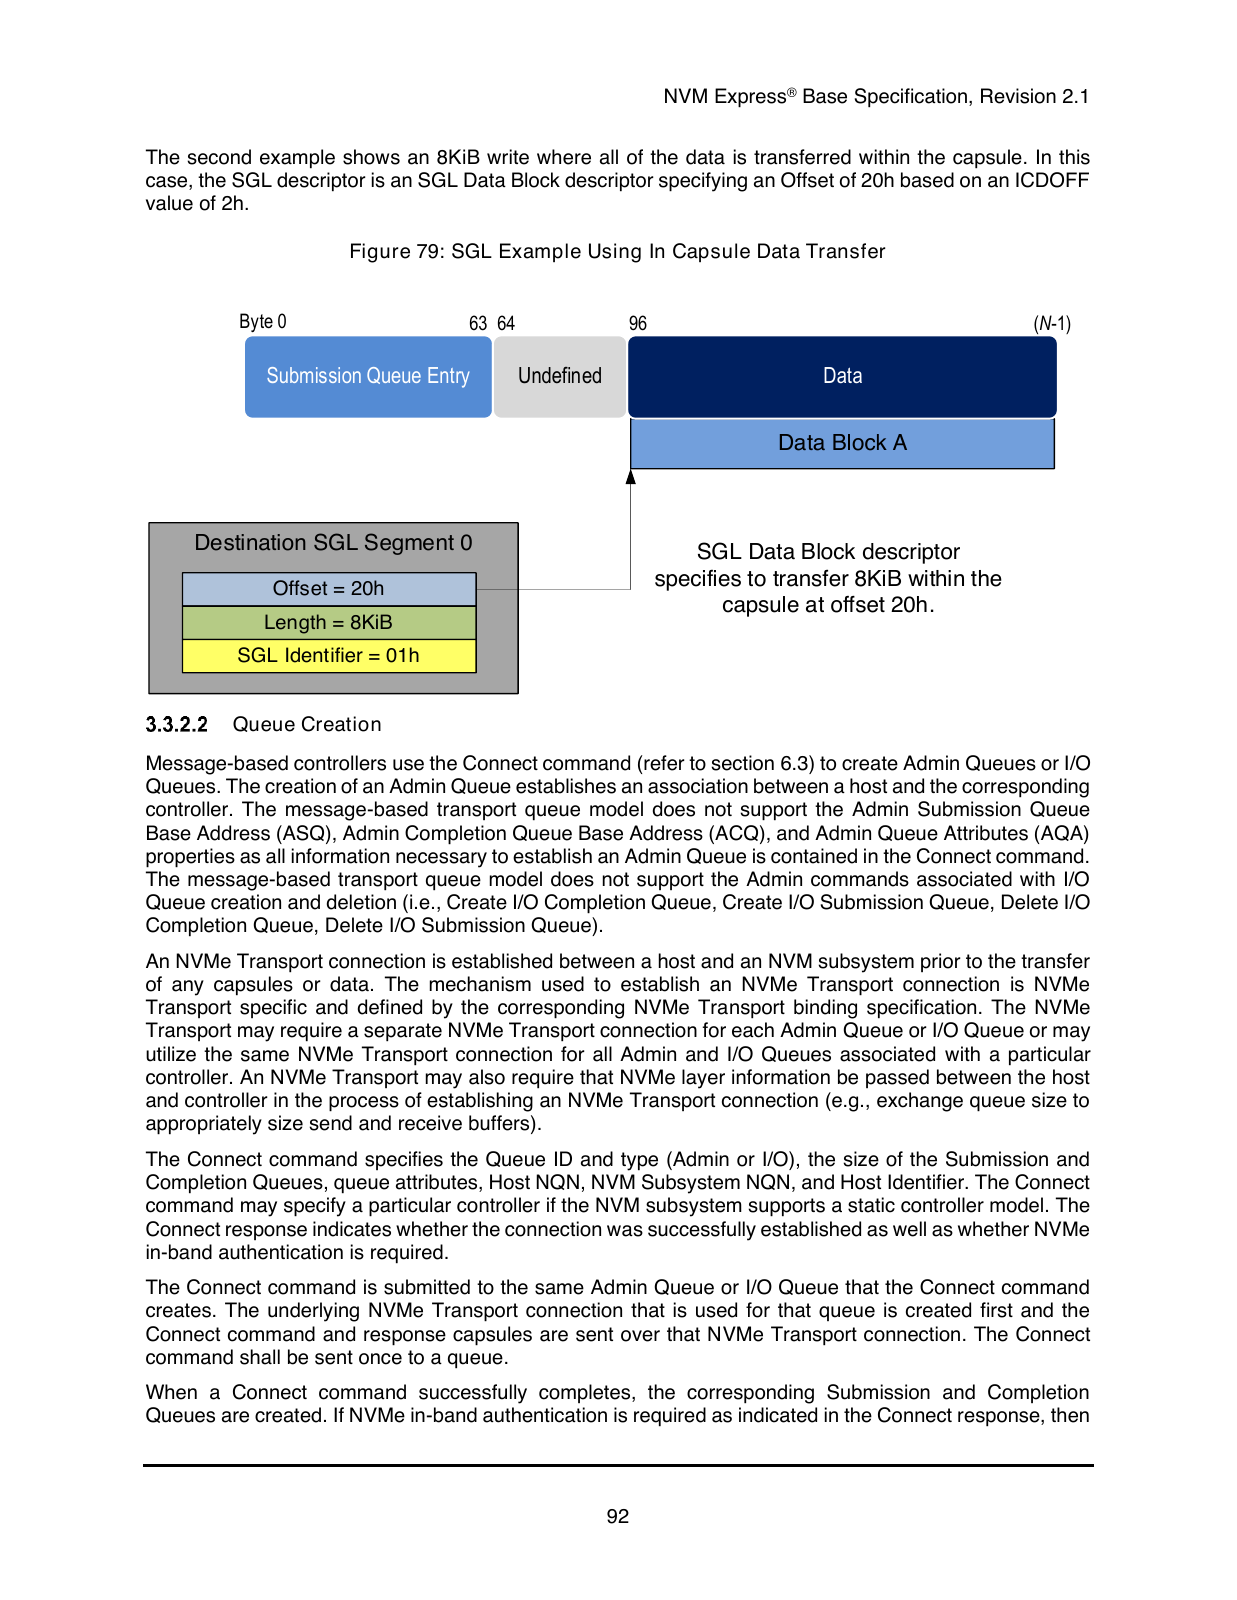 NVM Express® Base Specification, Revision 2.1
The second example shows an 8KiB write where all of the data is transferred within the capsule. In this
case, the SGL descriptor is an SGL Data Block descriptor specifying an Offset of 20h based on an ICDOFF
value of 2h.
Figure 79: SGL Example Using In Capsule Data Transfer
Byte 0 63 64 96 (N-1)
Submission Queue Entry Undefined Data
Data Block A
Destination SGL Segment 0
Offset = 20h
Length = 8KiB
SGL Identifier = 01h
SGL Data Block descriptor
specifies to transfer 8KiB within the
capsule at offset 20h.
3.3.2.2 Queue Creation
Message-based controllers use the Connect command (refer to section 6.3) to create Admin Queues or I/O
Queues. The creation of an Admin Queue establishes an association between a host and the corresponding
controller. The message-based transport queue model does not support the Admin Submission Queue
Base Address (ASQ), Admin Completion Queue Base Address (ACQ), and Admin Queue Attributes (AQA)
properties as all information necessary to establish an Admin Queue is contained in the Connect command.
The message-based transport queue model does not support the Admin commands associated with I/O
Queue creation and deletion (i.e., Create I/O Completion Queue, Create I/O Submission Queue, Delete I/O
Completion Queue, Delete I/O Submission Queue).
An NVMe Transport connection is established between a host and an NVM subsystem prior to the transfer
of any capsules or data. The mechanism used to establish an NVMe Transport connection is NVMe
Transport specific and defined by the corresponding NVMe Transport binding specification. The NVMe
Transport may require a separate NVMe Transport connection for each Admin Queue or I/O Queue or may
utilize the same NVMe Transport connection for all Admin and I/O Queues associated with a particular
controller. An NVMe Transport may also require that NVMe layer information be passed between the host
and controller in the process of establishing an NVMe Transport connection (e.g., exchange queue size to
appropriately size send and receive buffers).
The Connect command specifies the Queue ID and type (Admin or I/O), the size of the Submission and
Completion Queues, queue attributes, Host NQN, NVM Subsystem NQN, and Host Identifier. The Connect
command may specify a particular controller if the NVM subsystem supports a static controller model. The
Connect response indicates whether the connection was successfully established as well as whether NVMe
in-band authentication is required.
The Connect command is submitted to the same Admin Queue or I/O Queue that the Connect command
creates. The underlying NVMe Transport connection that is used for that queue is created first and the
Connect command and response capsules are sent over that NVMe Transport connection. The Connect
command shall be sent once to a queue.
When a Connect command successfully completes, the corresponding Submission and Completion
Queues are created. If NVMe in-band authentication is required as indicated in the Connect response, then
92